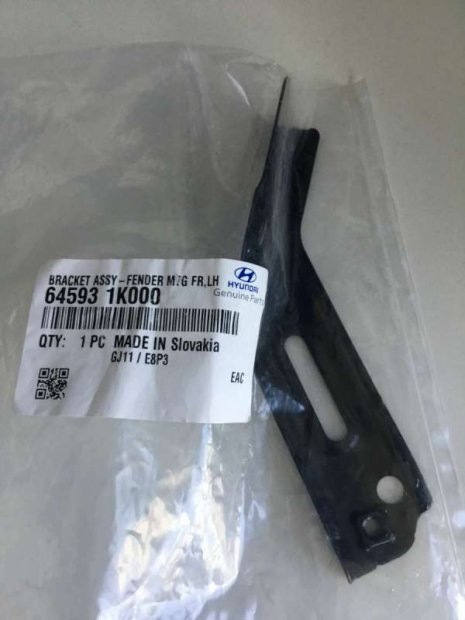 BRACKET ASSY-FENDER MTG FR,LH
64593 1K000
HYUNDAI
Genuine Parts
QTY: 1 PC MADE IN Slovakia
GJ11 / E8P3
EAC